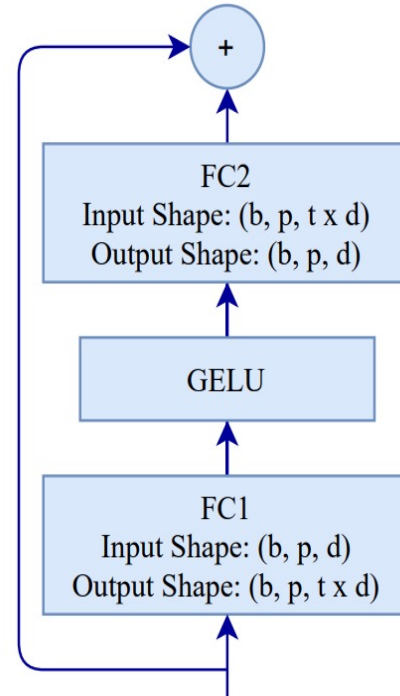 +
FC2
Input Shape: (b, p, t x d)
Output Shape: (b, p, d)
GELU
FC1
Input Shape: (b, p, d)
Output Shape: (b, p, t x d)